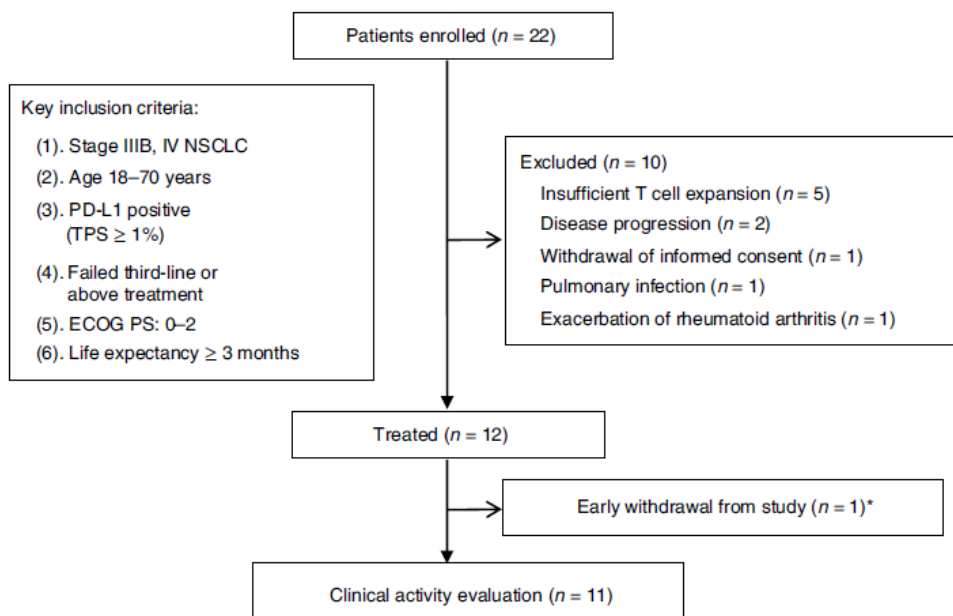 Patients enrolled (n = 22)
Key inclusion criteria:
(1). Stage IIIB, IV NSCLC
(2). Age 18–70 years
(3). PD-L1 positive
(TPS ≥ 1%)
(4). Failed third-line or
above treatment
(5). ECOG PS: 0–2
(6). Life expectancy ≥ 3 months
Excluded (n = 10)
Insufficient T cell expansion (n = 5)
Disease progression (n = 2)
Withdrawal of informed consent (n = 1)
Pulmonary infection (n = 1)
Exacerbation of rheumatoid arthritis (n = 1)
Treated (n = 12)
Early withdrawal from study (n = 1)*
Clinical activity evaluation (n = 11)